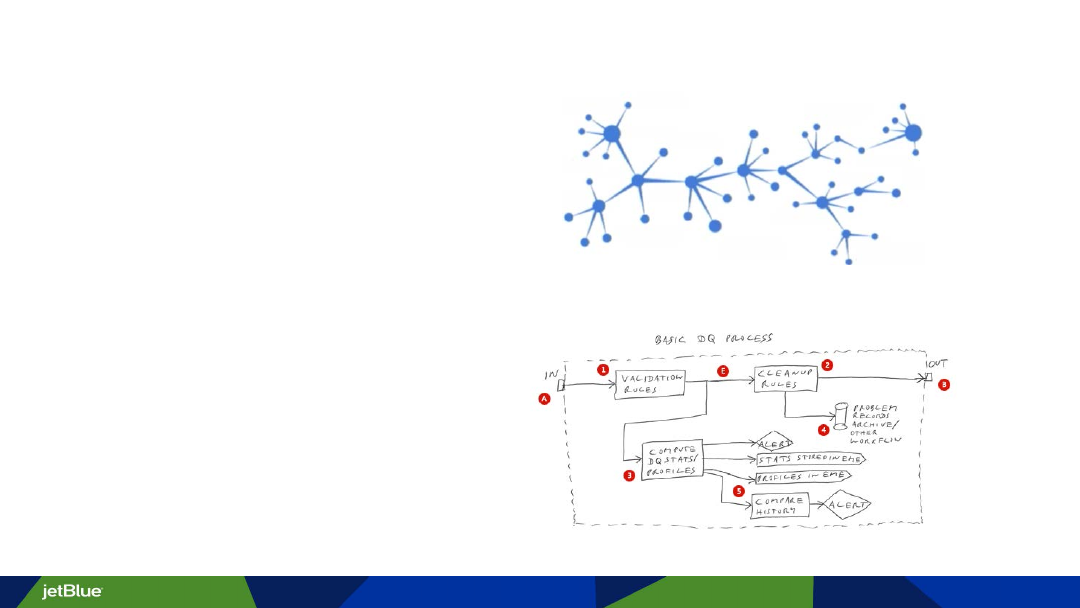 BASIC DQ PROCESS
IN
A
1
VALIDATION
RULES
E
CLEANUP
RULES
2
OUT
B
4
PROBLEM
RECORDS
ARCHIVE/
OTHER
WORKFLOW
3
COMPUTE
DQ STATS/
PROFILES
ALERT
STATS STORED IN EME
PROFILES IN EME
5
COMPARE
HISTORY
ALERT
jetBlue